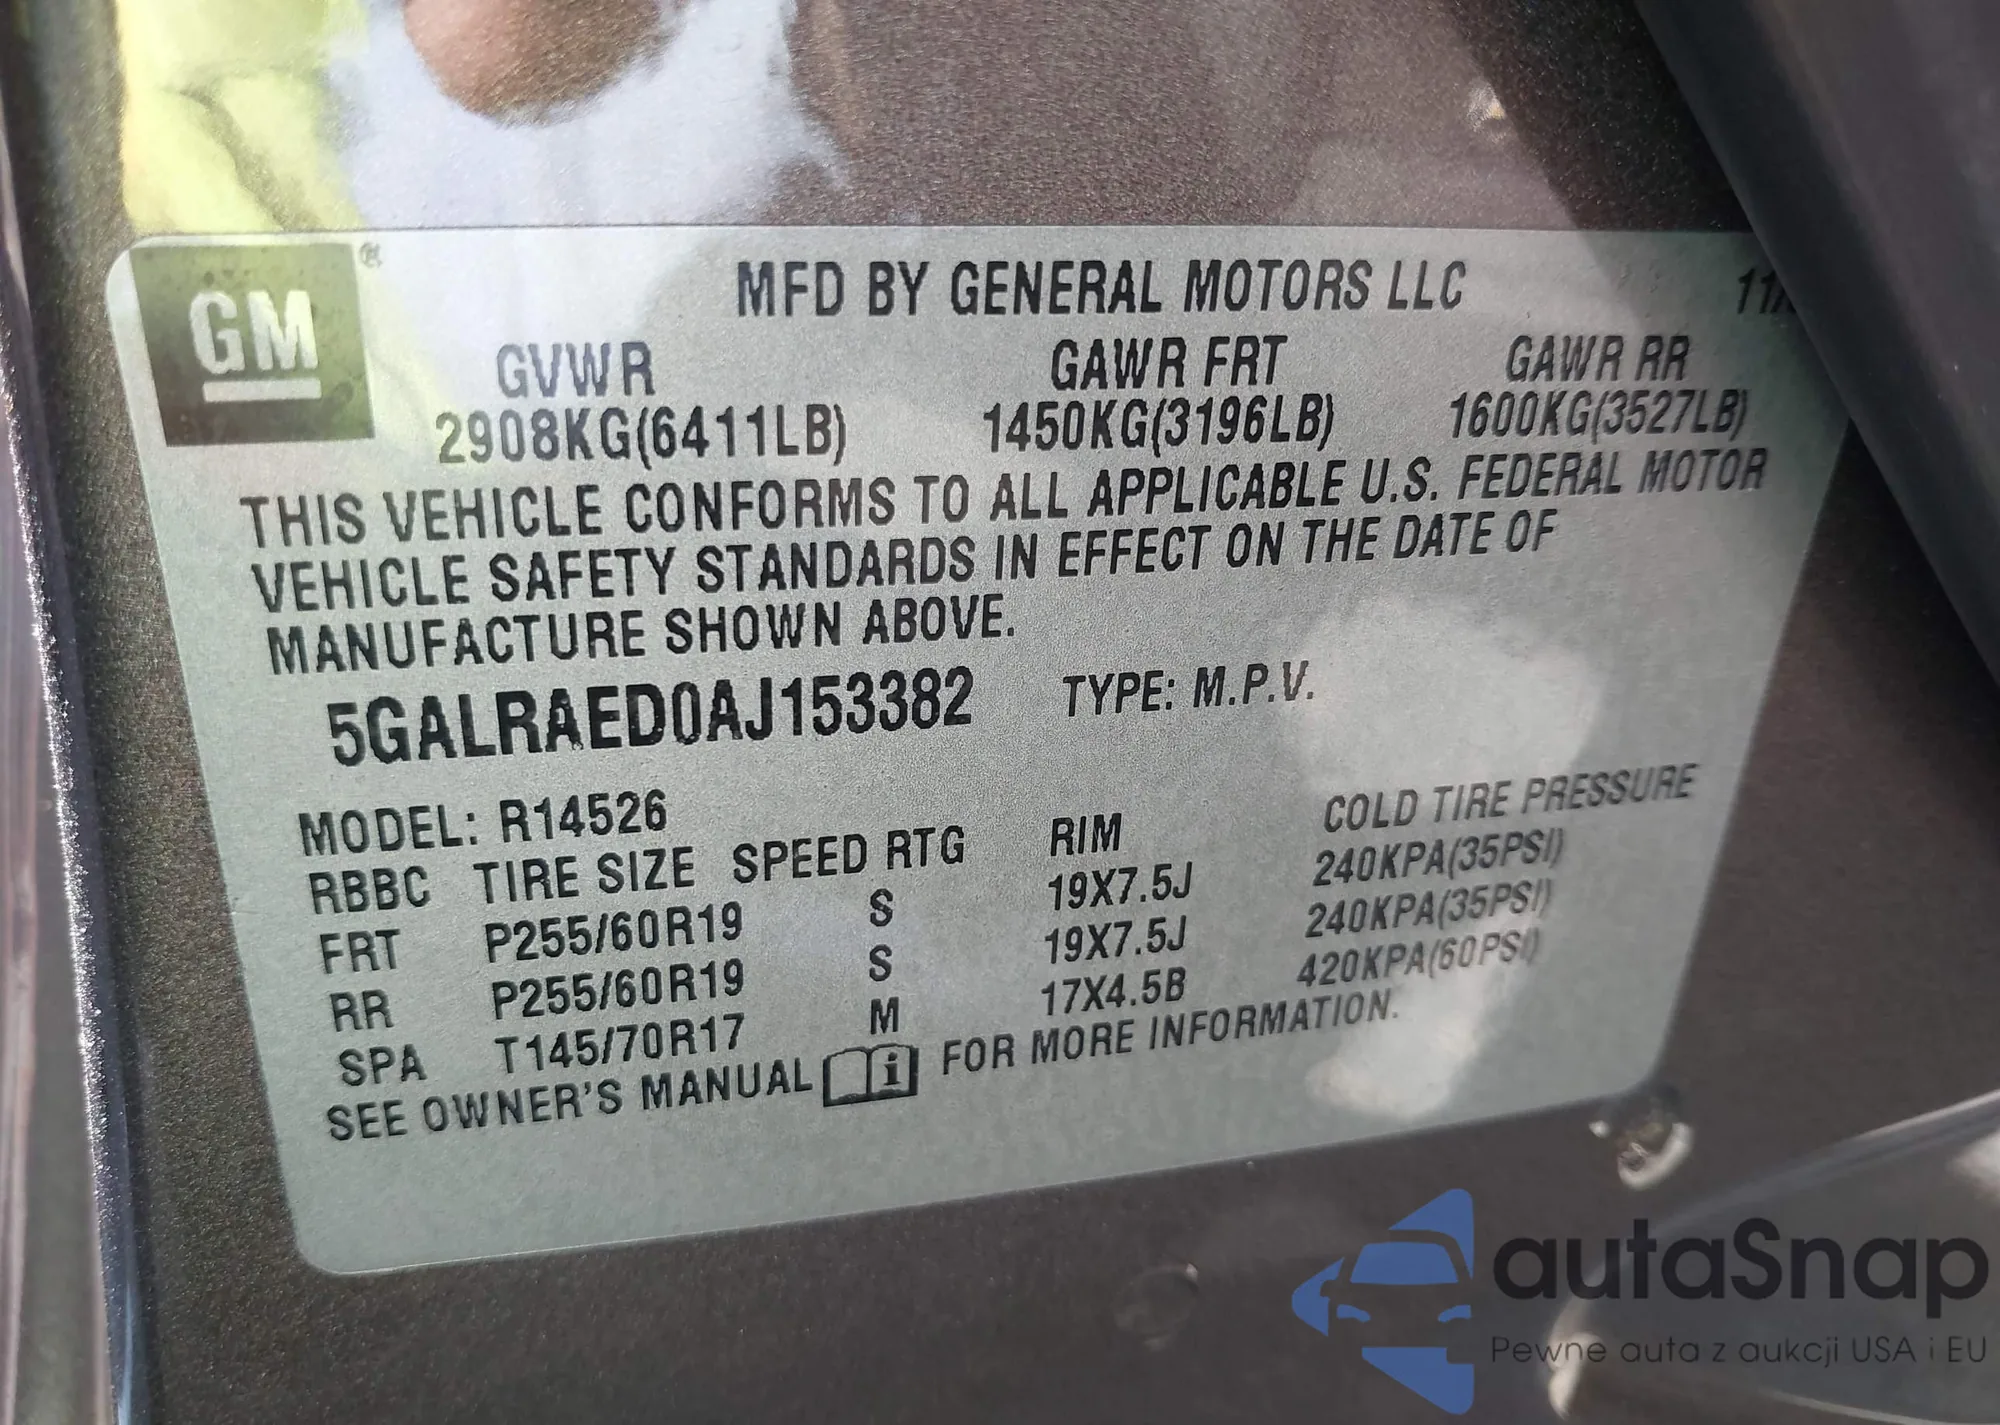 GM ®
MFD BY GENERAL MOTORS LLC 11/
GVWR GAWR FRT GAWR RR
2908KG(6411LB) 1450KG(3196LB) 1600KG(3527LB)
THIS VEHICLE CONFORMS TO ALL APPLICABLE U.S. FEDERAL MOTOR
VEHICLE SAFETY STANDARDS IN EFFECT ON THE DATE OF
MANUFACTURE SHOWN ABOVE.
5GALRAED0AJ153382 TYPE: M.P.V.
MODEL: R14526
RBBC TIRE SIZE SPEED RTG RIM COLD TIRE PRESSURE
FRT P255/60R19 S 19X7.5J 240KPA(35PSI)
RR P255/60R19 S 19X7.5J 240KPA(35PSI)
SPA T145/70R17 M 17X4.5B 420KPA(60PSI)
SEE OWNER'S MANUAL i FOR MORE INFORMATION.
autaSnap
Pewne auta z aukcji USA i EU